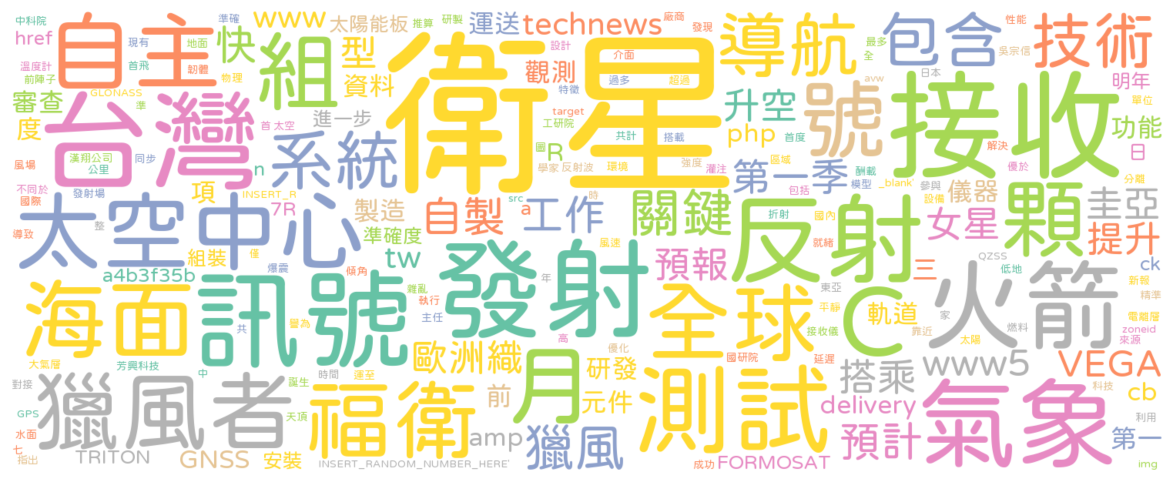 中科院 準確 www 太陽能板 推算 研製 運送 technews 廠商 發現 導航 包含 性能 技術
href 現有 地面 快 組 型 設計 介面 最多 全 吳宗信
自主 衛星 觀測 過多 超過 avw 日本 接收 明年
溫度計 首飛 韌體 資料 特徵 升空 號
前陣子 物理 target 單位
審查 GLONASS 準 首 太空 進一步 工研院 共計 搭載 php 首度 解決 功能
度 台灣 圖 R 強度 灌注 區域 優於 日
風場 漢翔公司 同步 系統 n 學家 反射波 環境 第一季 酬載 模型 _blank 參與 分離
公里 包括 設備 儀器
不同於 發射場 項 INSERT_R src 時 顆 圭亞
國際 7R 製造 自製 a 工作 關鍵 折射 國內 女星
導致 太空中心 整 組裝 僅 準確度 風速 就緒 反射 三 QZSS 低地 提升
a4b3f35b 爆震 傾角 tw 發射 預報 東亞 新報 ck
海面 訊號 雜亂 執行 年 全球 平靜 C 軌道 家 火箭 精準
共 譽為 主任 靠近 燃料 電離層
zoneid
大氣層 芳興科技 中 歐洲織 高 優化 國研院 延遲 接收儀 太陽 來源
對接 獵風者 誕生 時間 運至 月 研發 測試 搭乘 www5 VEGA
GPS 天頂 福衛 前 元件 delivery 氣象 科技 cb
水面 amp 獵風 預計 利用 第一
七 指出 TRITON GNSS 安裝 INSERT_RANDOM_NUMBER_HERE' 成功 FORMOSAT img